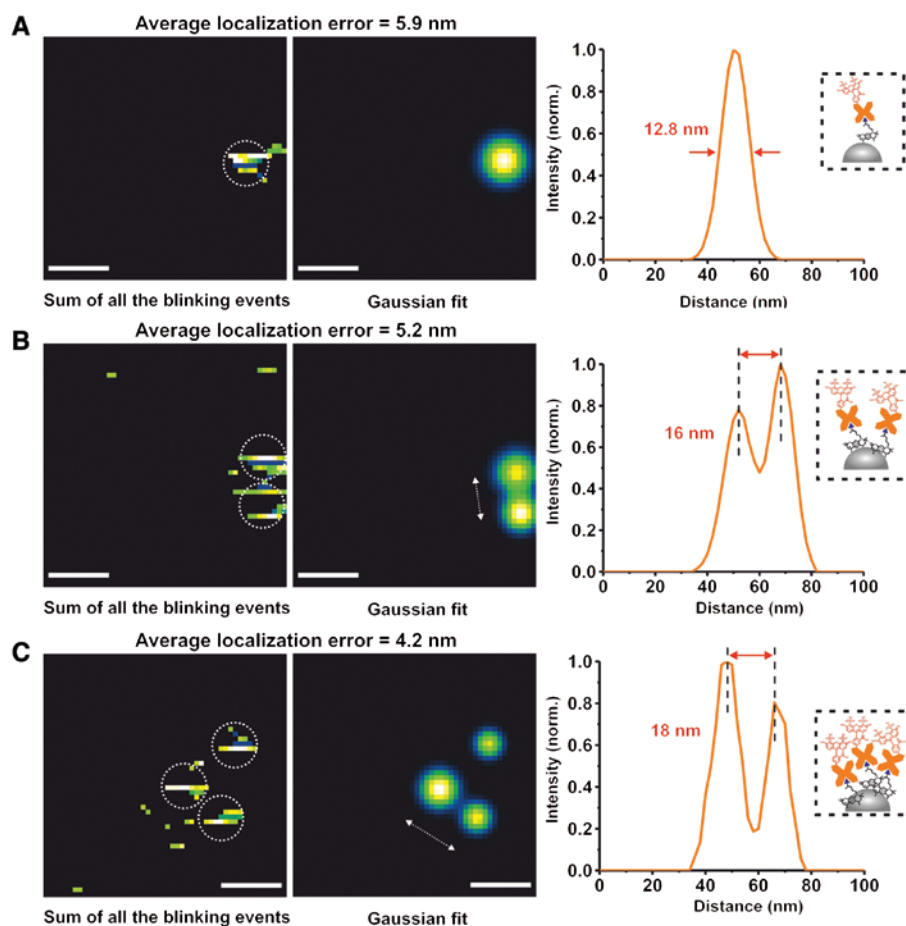 A
Average localization error = 5.9 nm
Sum of all the blinking events
Gaussian fit
Intensity (norm.)
1.0
0.8
0.6
0.4
0.2
0.0
12.8 nm
0 20 40 60 80 100
Distance (nm)
B
Average localization error = 5.2 nm
Sum of all the blinking events
Gaussian fit
Intensity (norm.)
1.0
0.8
0.6
0.4
0.2
0.0
16 nm
0 20 40 60 80 100
Distance (nm)
C
Average localization error = 4.2 nm
Sum of all the blinking events
Gaussian fit
Intensity (norm.)
1.0
0.8
0.6
0.4
0.2
0.0
18 nm
0 20 40 60 80 100
Distance (nm)